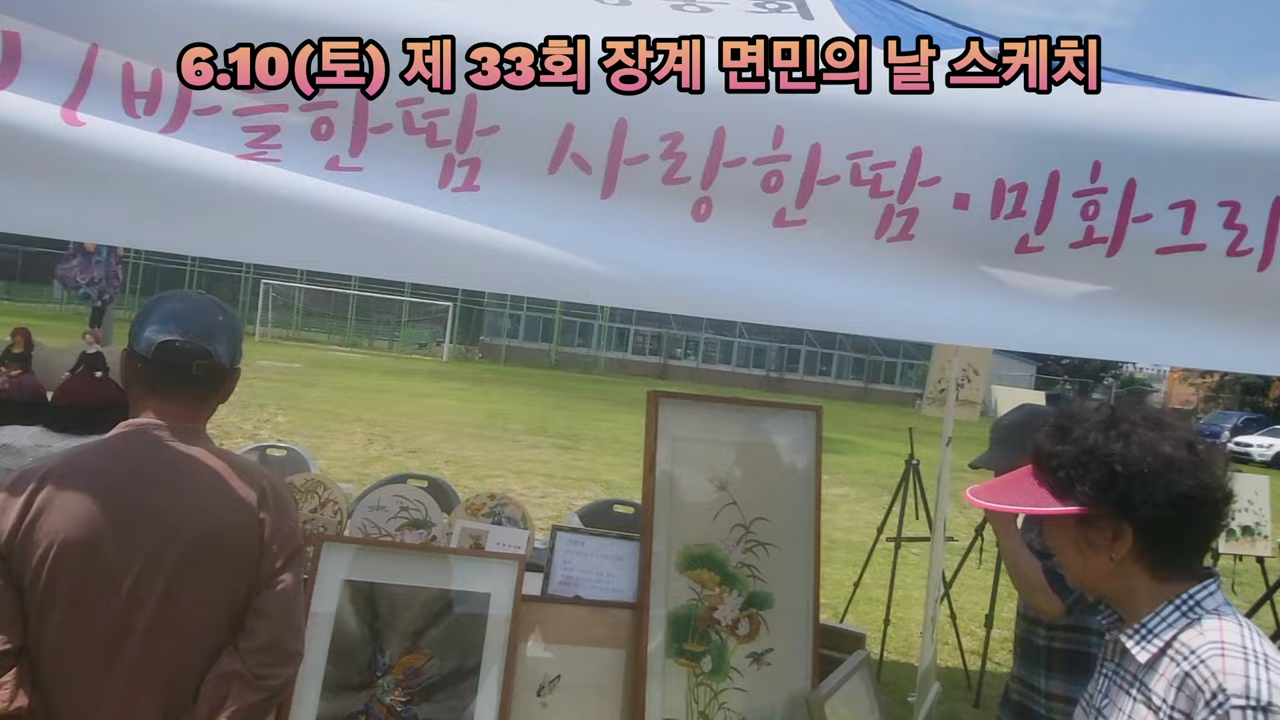 6.10(토) 제 33회 장계 면민의 날 스케치
바늘한땀 사랑한땀·민화그리